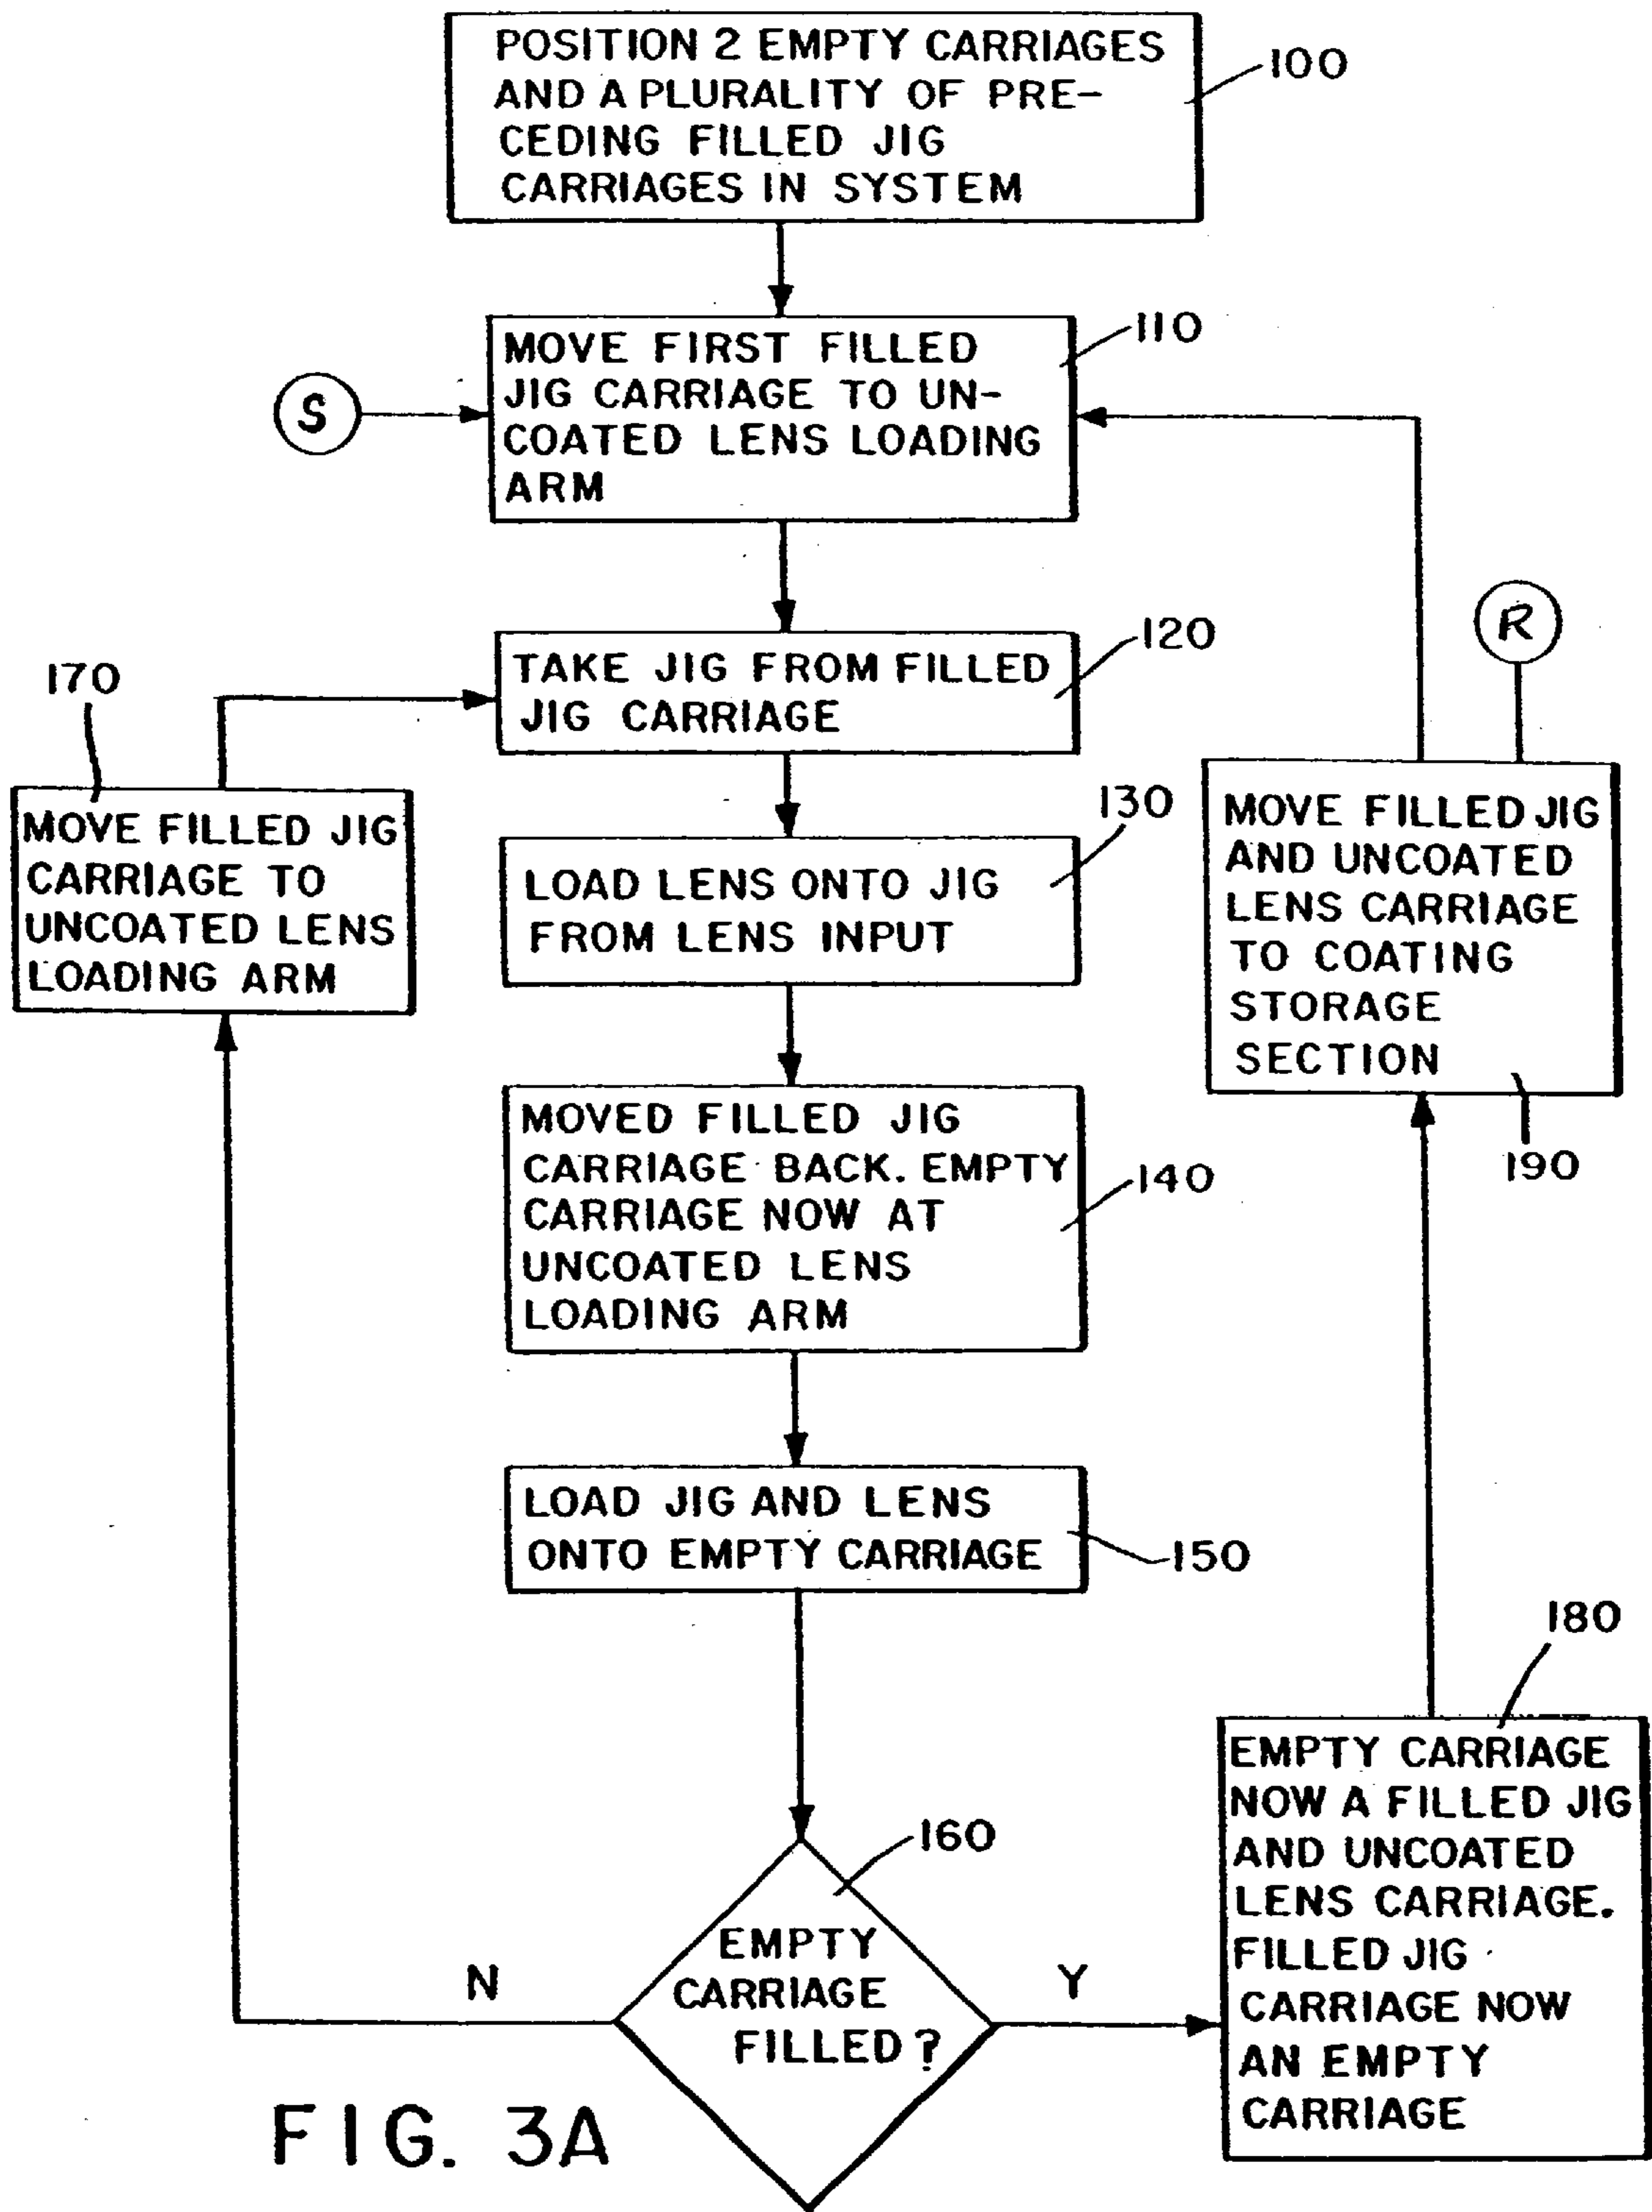 POSITION 2 EMPTY CARRIAGES
AND A PLURALITY OF PRE-
CEDING FILLED JIG
CARRIAGES IN SYSTEM
100
MOVE FIRST FILLED
JIG CARRIAGE TO UN-
COATED LENS LOADING
ARM
110
S
TAKE JIG FROM FILLED
JIG CARRIAGE
120
R
170
MOVE FILLED JIG
CARRIAGE TO
UNCOATED LENS
LOADING ARM
LOAD LENS ONTO JIG
FROM LENS INPUT
130
MOVE FILLED JIG
AND UNCOATED
LENS CARRIAGE
TO COATING
STORAGE
SECTION
190
MOVED FILLED JIG
CARRIAGE BACK. EMPTY
CARRIAGE NOW AT
UNCOATED LENS
LOADING ARM
140
LOAD JIG AND LENS
ONTO EMPTY CARRIAGE
150
160
EMPTY
CARRIAGE
FILLED?
N
Y
180
EMPTY CARRIAGE
NOW A FILLED JIG
AND UNCOATED
LENS CARRIAGE.
FILLED JIG
CARRIAGE NOW
AN EMPTY
CARRIAGE
FIG. 3A